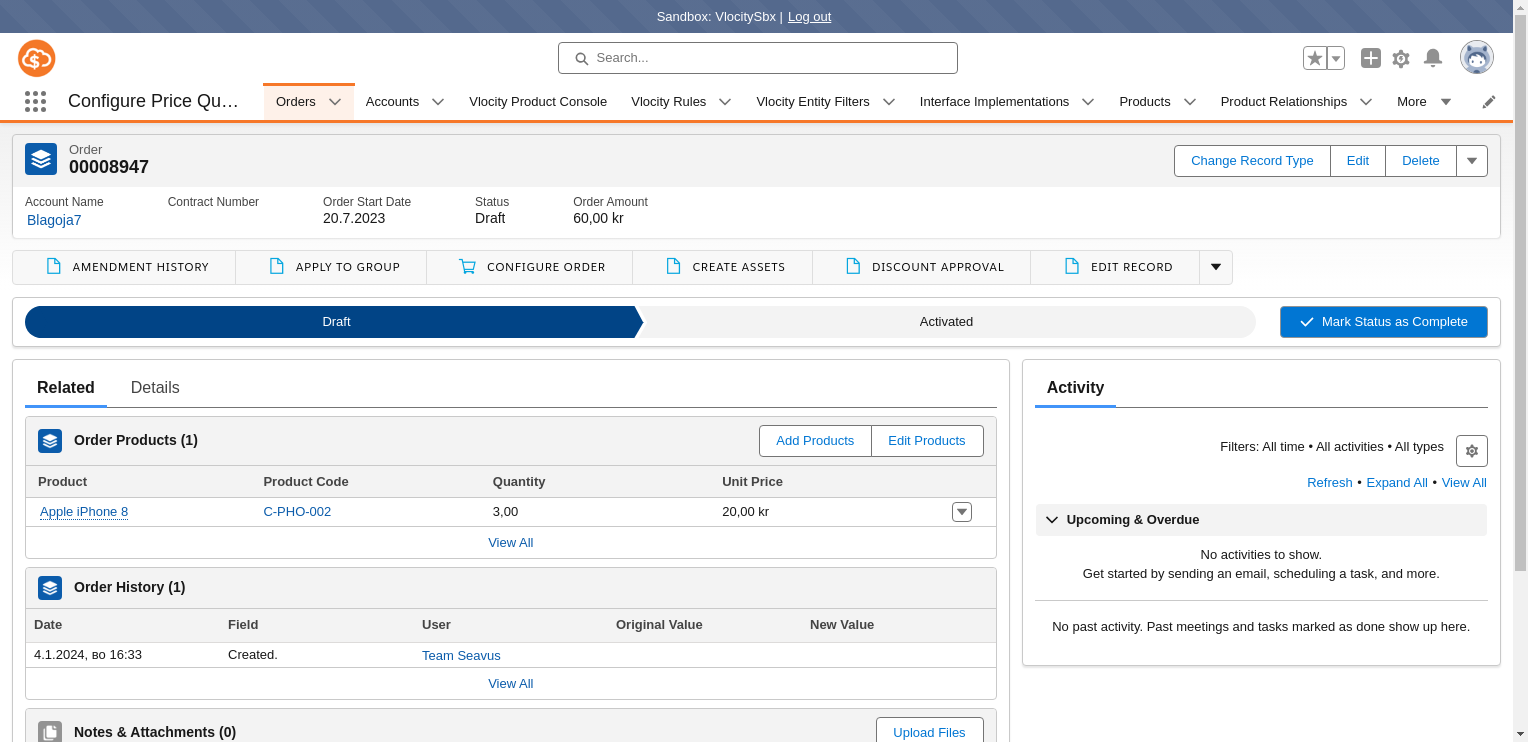 Sandbox: VlocitySbx | Log out
Search...
Configure Price Qu…
Orders Accounts Vlocity Product Console Vlocity Rules Vlocity Entity Filters Interface Implementations Products Product Relationships More
Order
00008947
Change Record Type Edit Delete
Account Name Contract Number Order Start Date Status Order Amount
Blagoja7 20.7.2023 Draft 60,00 kr
AMENDMENT HISTORY APPLY TO GROUP CONFIGURE ORDER CREATE ASSETS DISCOUNT APPROVAL EDIT RECORD
Draft Activated Mark Status as Complete
Related Details
Order Products (1) Add Products Edit Products
Product Product Code Quantity Unit Price
Apple iPhone 8 C-PHO-002 3,00 20,00 kr
View All
Order History (1)
Date Field User Original Value New Value
4.1.2024, во 16:33 Created. Team Seavus
View All
Notes & Attachments (0) Upload Files
Activity
Filters: All time • All activities • All types
Refresh • Expand All • View All
Upcoming & Overdue
No activities to show.
Get started by sending an email, scheduling a task, and more.
No past activity. Past meetings and tasks marked as done show up here.